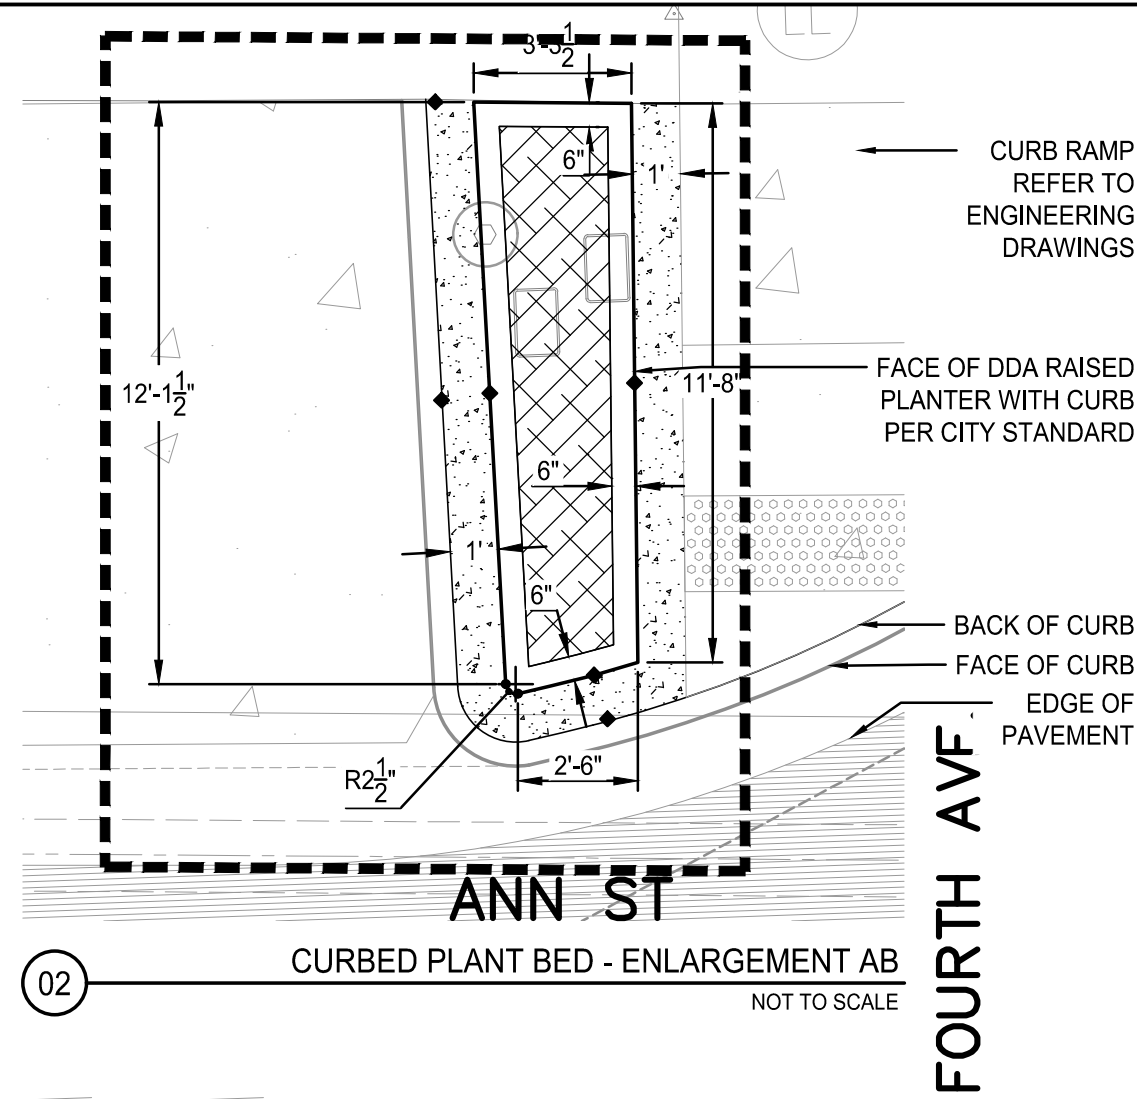 3'-3 1/2
6"
1'
CURB RAMP
REFER TO
ENGINEERING
DRAWINGS
12'-1 1/2"
11'-8"
FACE OF DDA RAISED
PLANTER WITH CURB
PER CITY STANDARD
6"
1'
6"
BACK OF CURB
FACE OF CURB
EDGE OF
PAVEMENT
R2 1/2"
2'-6"
ANN ST
FOURTH AVE
02
CURBED PLANT BED - ENLARGEMENT AB
NOT TO SCALE